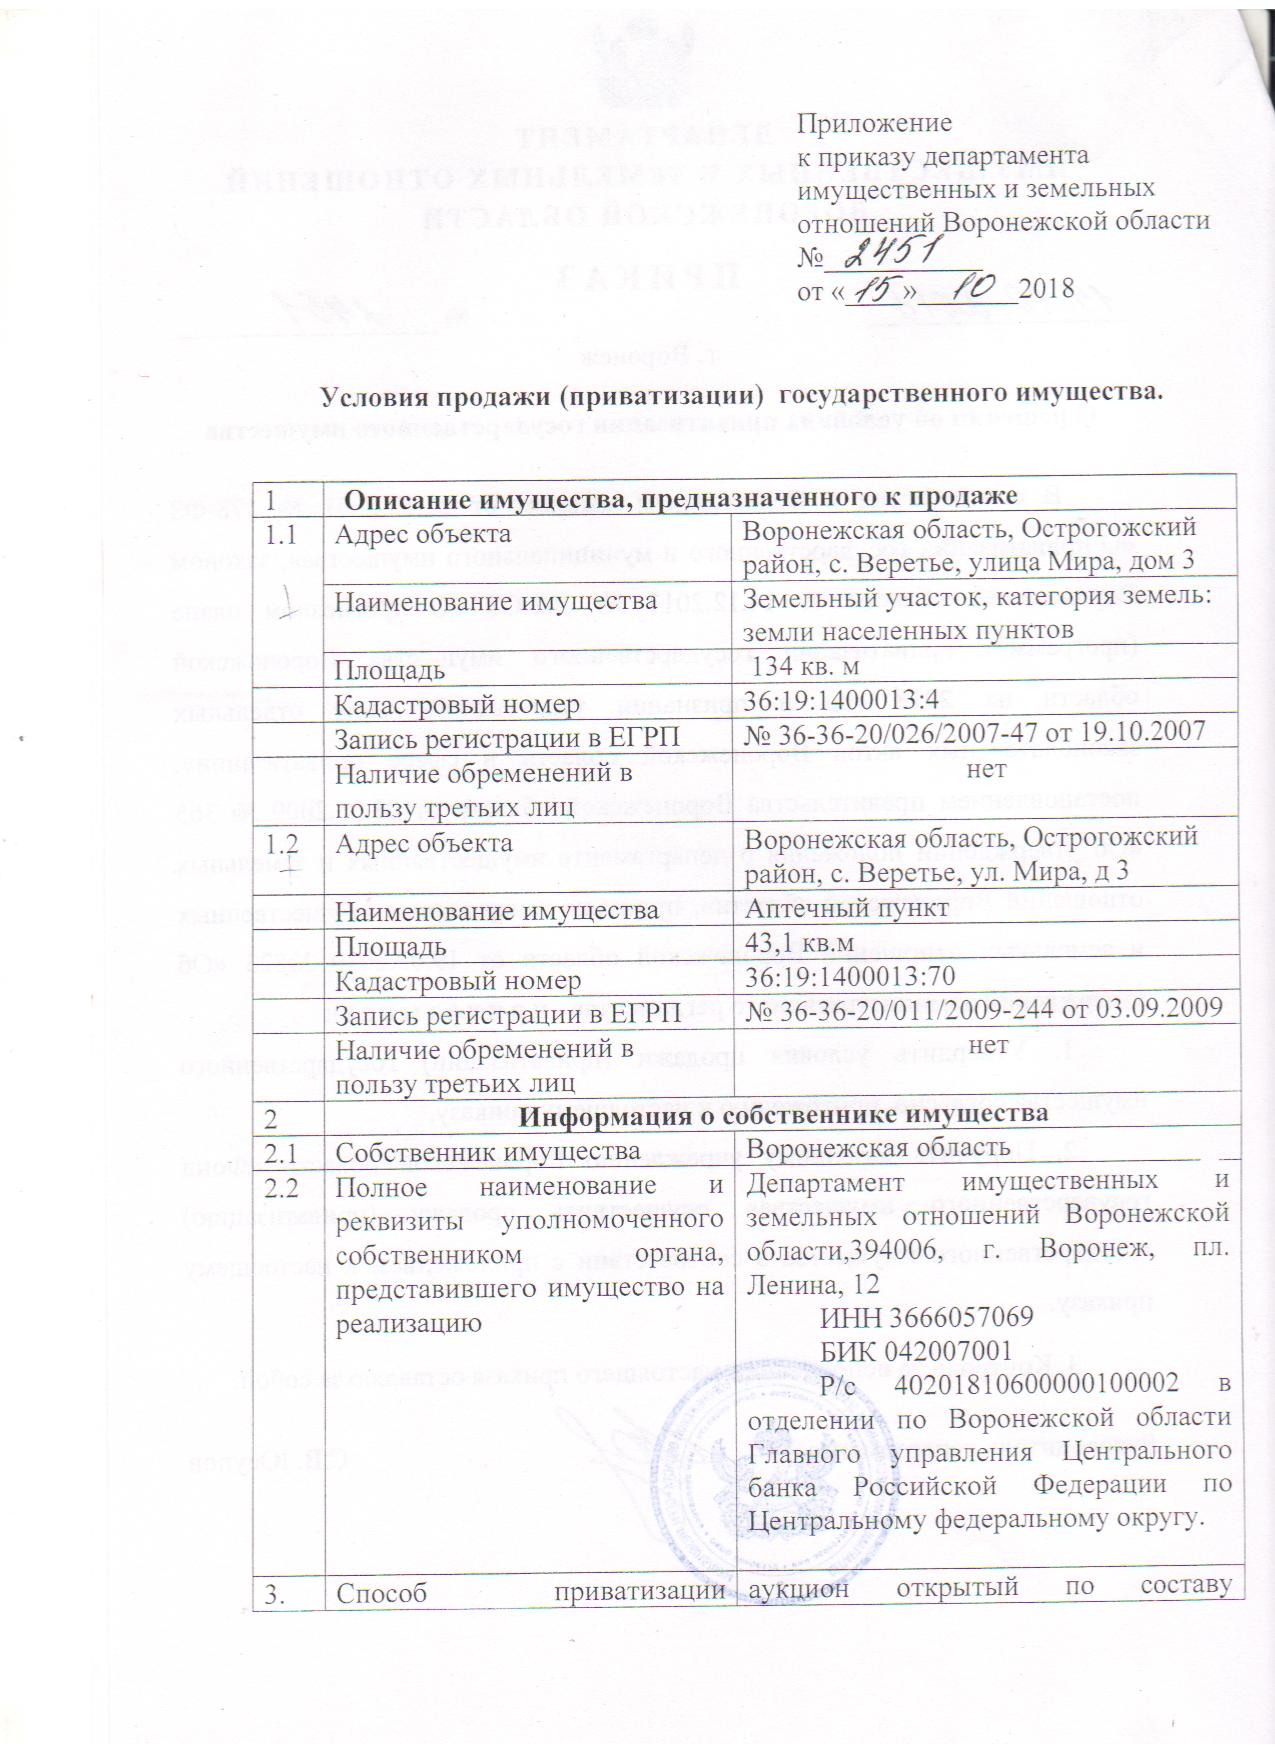 Приложение
к приказу департамента
имущественных и земельных
отношений Воронежской области
№ 2451
от « 15 » 10 2018
Условия продажи (приватизации) государственного имущества.
1 Описание имущества, предназначенного к продаже
1.1 Адрес объекта Воронежская область, Острогожский
район, с. Веретье, улица Мира, дом 3
Наименование имущества Земельный участок, категория земель:
земли населенных пунктов
Площадь 134 кв. м
Кадастровый номер 36:19:1400013:4
Запись регистрации в ЕГРП № 36-36-20/026/2007-47 от 19.10.2007
Наличие обременений в нет
пользу третьих лиц
1.2 Адрес объекта Воронежская область, Острогожский
район, с. Веретье, ул. Мира, д 3
Наименование имущества Аптечный пункт
Площадь 43,1 кв.м
Кадастровый номер 36:19:1400013:70
Запись регистрации в ЕГРП № 36-36-20/011/2009-244 от 03.09.2009
Наличие обременений в нет
пользу третьих лиц
2 Информация о собственнике имущества
2.1 Собственник имущества Воронежская область
2.2 Полное наименование и
реквизиты уполномоченного
собственником органа,
представившего имущество на
реализацию
Департамент имущественных и
земельных отношений Воронежской
области,394006, г. Воронеж, пл.
Ленина, 12
ИНН 3666057069
БИК 042007001
Р/с 40201810600000100002 в
отделении по Воронежской области
Главного управления Центрального
банка Российской Федерации по
Центральному федеральному округу.
3. Способ приватизации аукцион открытый по составу